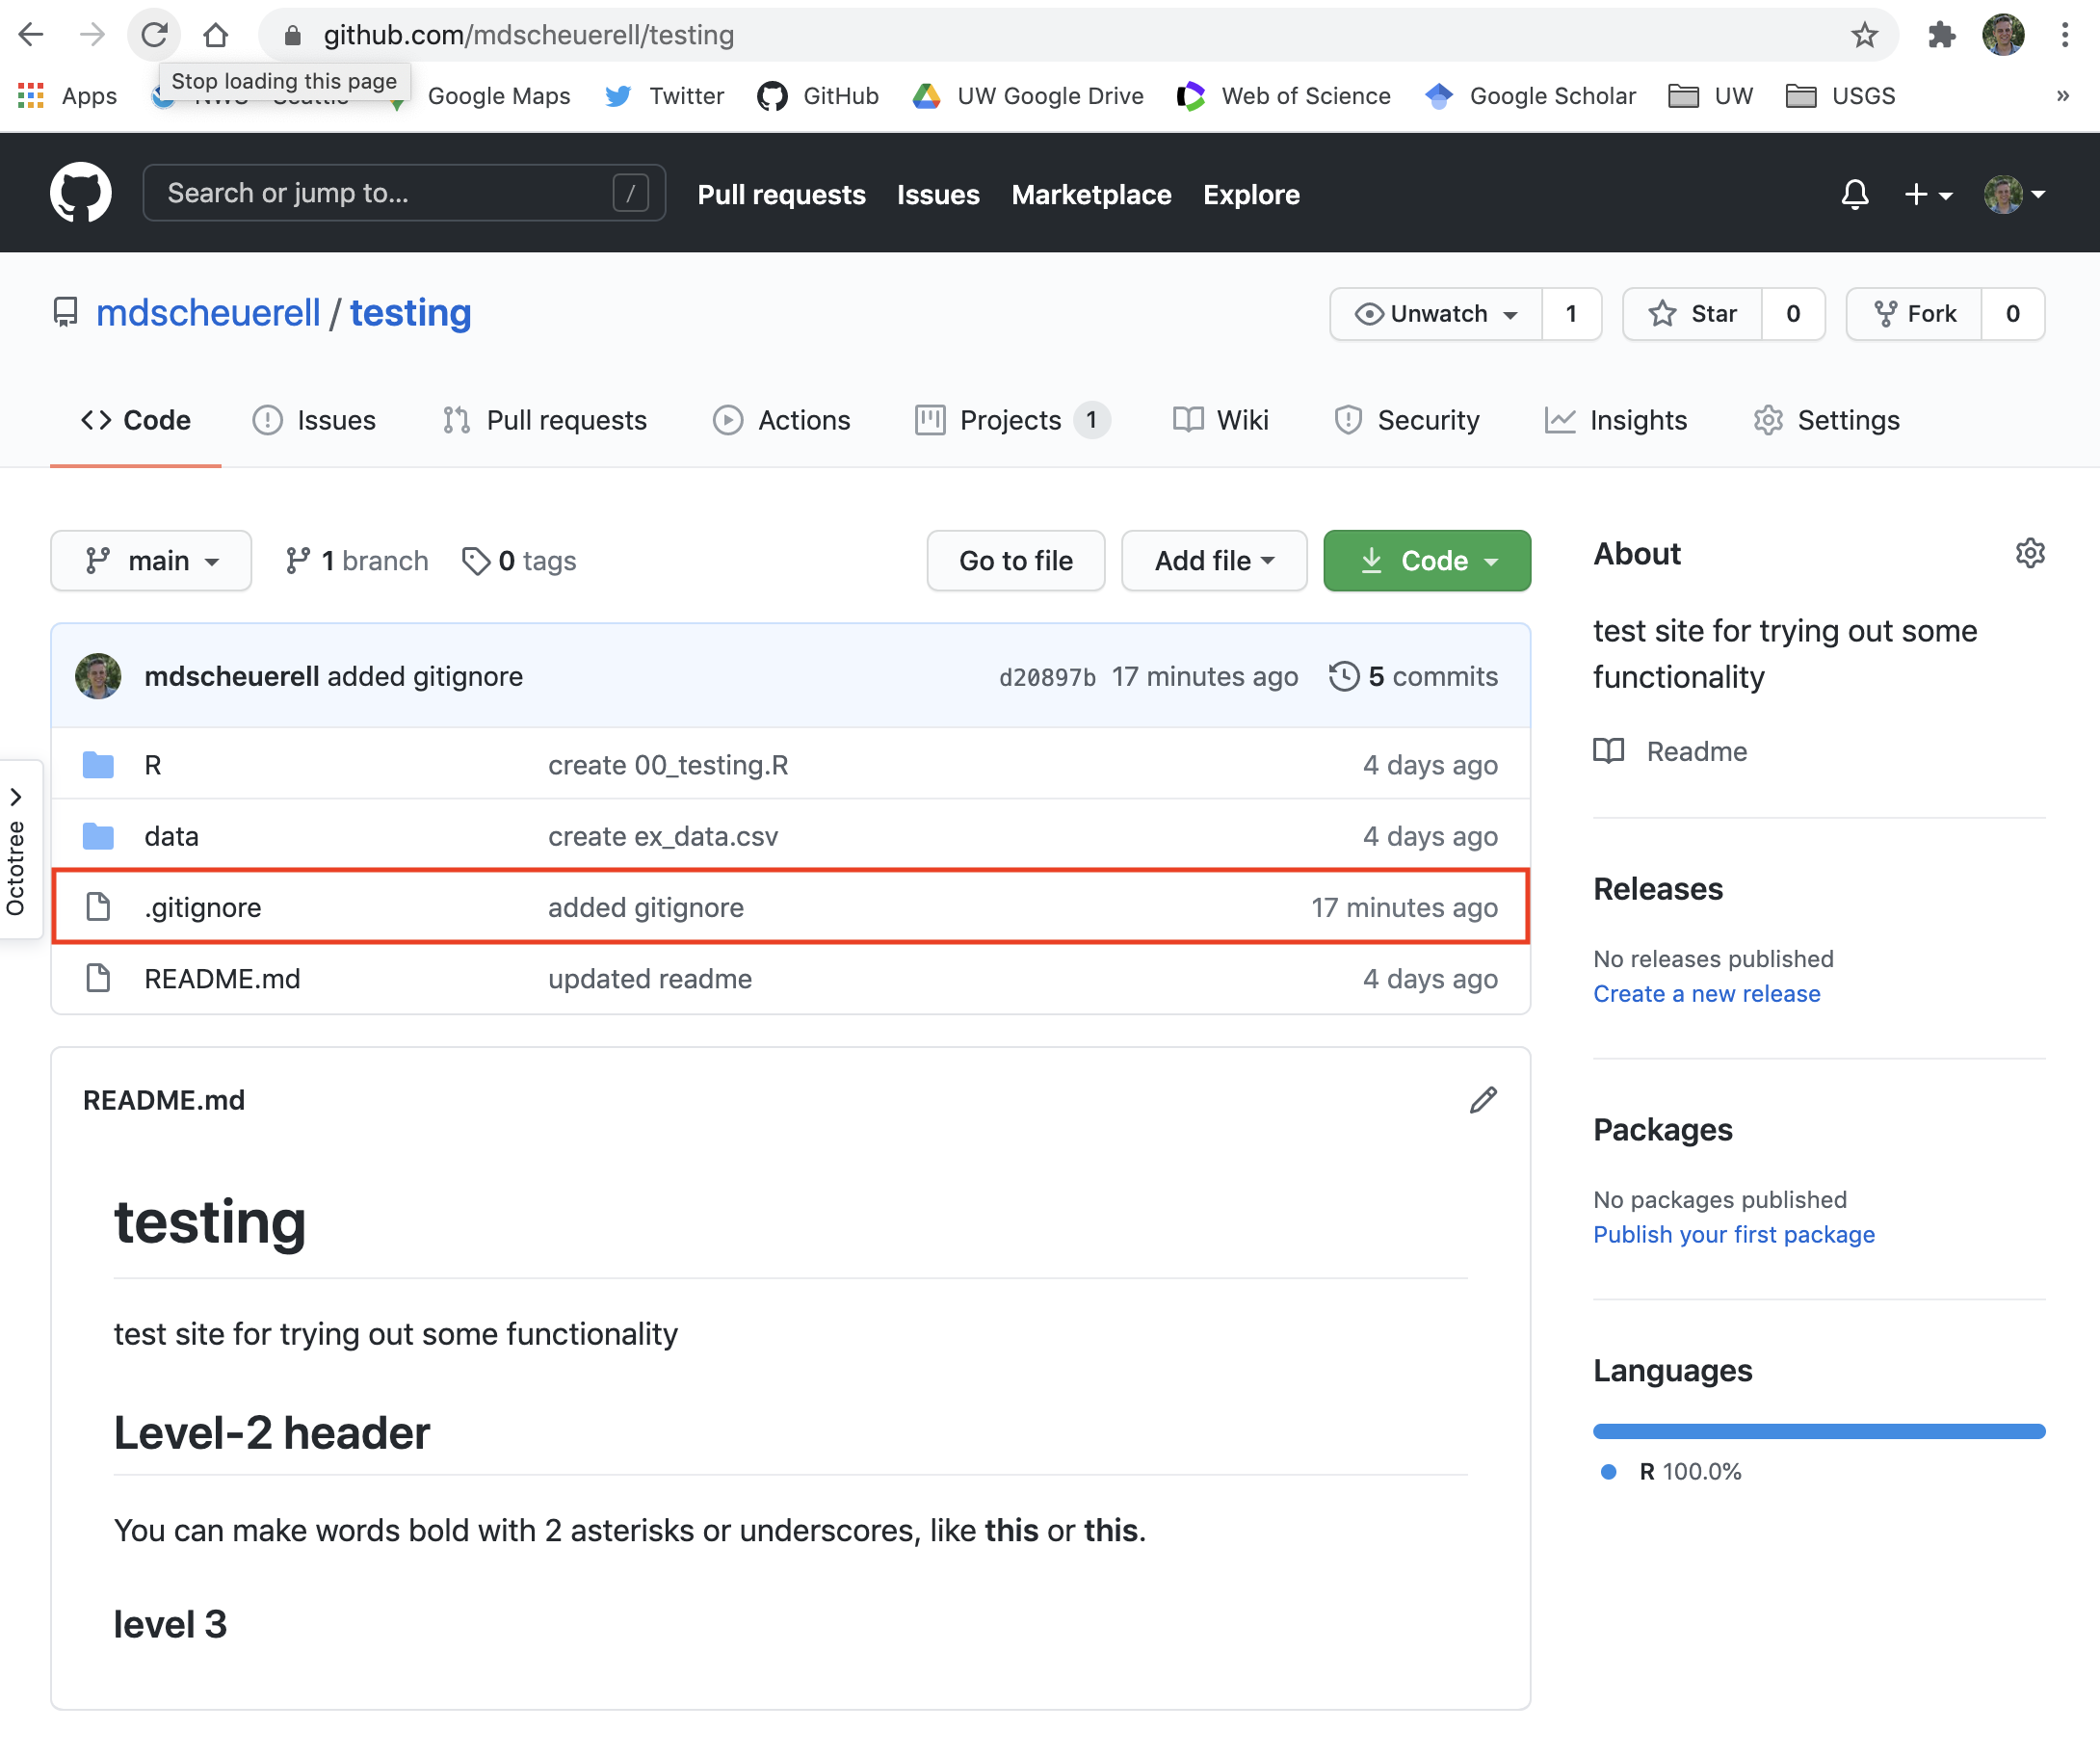 github.com/mdscheuerell/testing
Stop loading this page
Apps Google Maps Twitter GitHub UW Google Drive Web of Science Google Scholar UW USGS »
Search or jump to... / Pull requests Issues Marketplace Explore
mdscheuerell / testing Unwatch 1 Star 0 Fork 0
Code Issues Pull requests Actions Projects 1 Wiki Security Insights Settings
main 1 branch 0 tags Go to file Add file Code
mdscheuerell added gitignore d20897b 17 minutes ago 5 commits
R create 00_testing.R 4 days ago
data create ex_data.csv 4 days ago
.gitignore added gitignore 17 minutes ago
README.md updated readme 4 days ago
Octotree
README.md
testing
test site for trying out some functionality
Level-2 header
You can make words bold with 2 asterisks or underscores, like this or this.
level 3
About
test site for trying out some
functionality
Readme
Releases
No releases published
Create a new release
Packages
No packages published
Publish your first package
Languages
R 100.0%